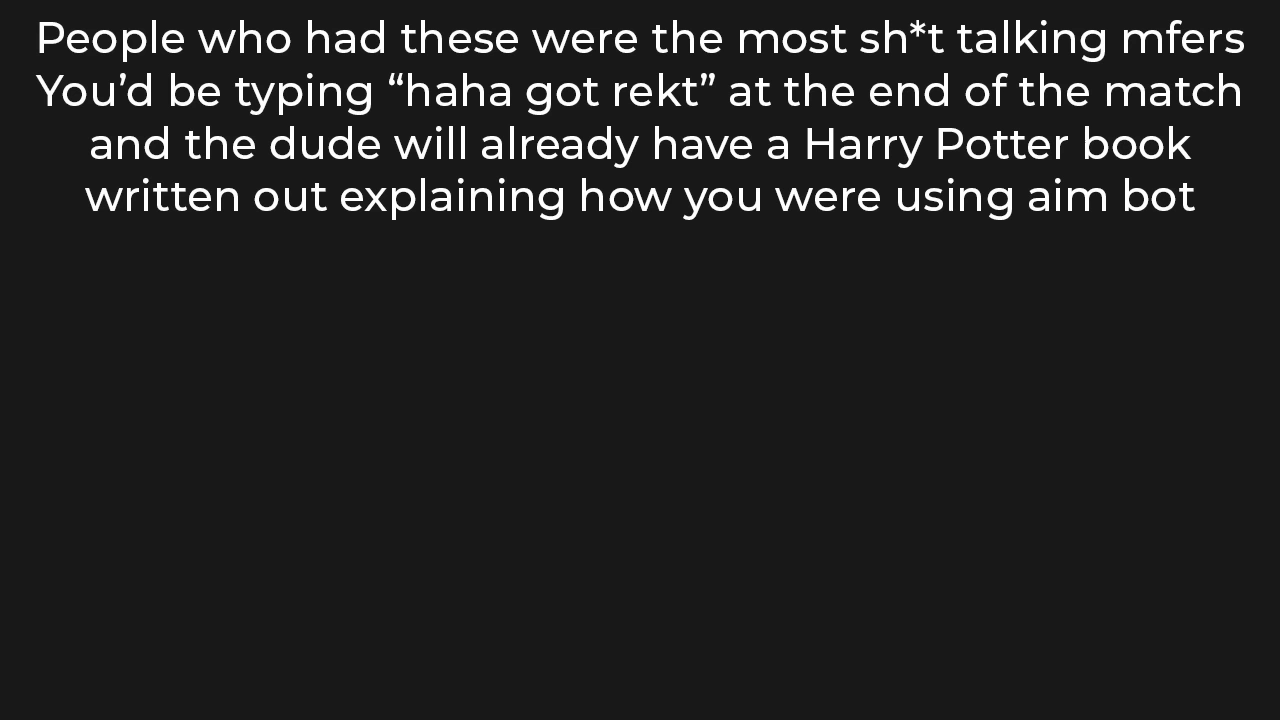 People who had these were the most sh*t talking mfers
You’d be typing “haha got rekt” at the end of the match
and the dude will already have a Harry Potter book
written out explaining how you were using aim bot